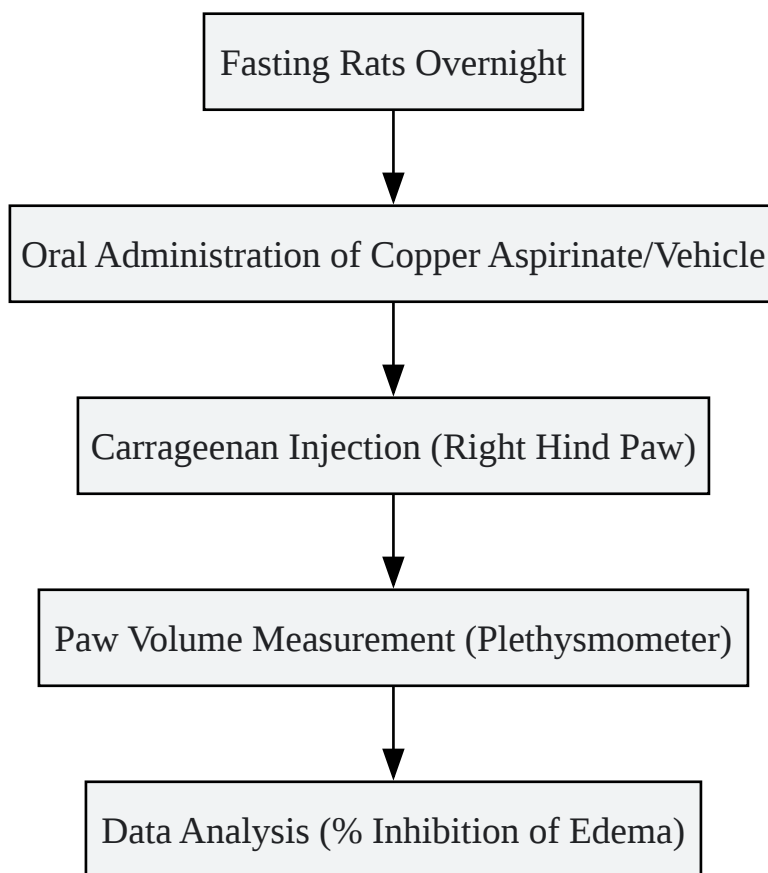 Fasting Rats Overnight
Oral Administration of Copper Aspirinate/Vehicle
Carrageenan Injection (Right Hind Paw)
Paw Volume Measurement (Plethysmometer)
Data Analysis (% Inhibition of Edema)